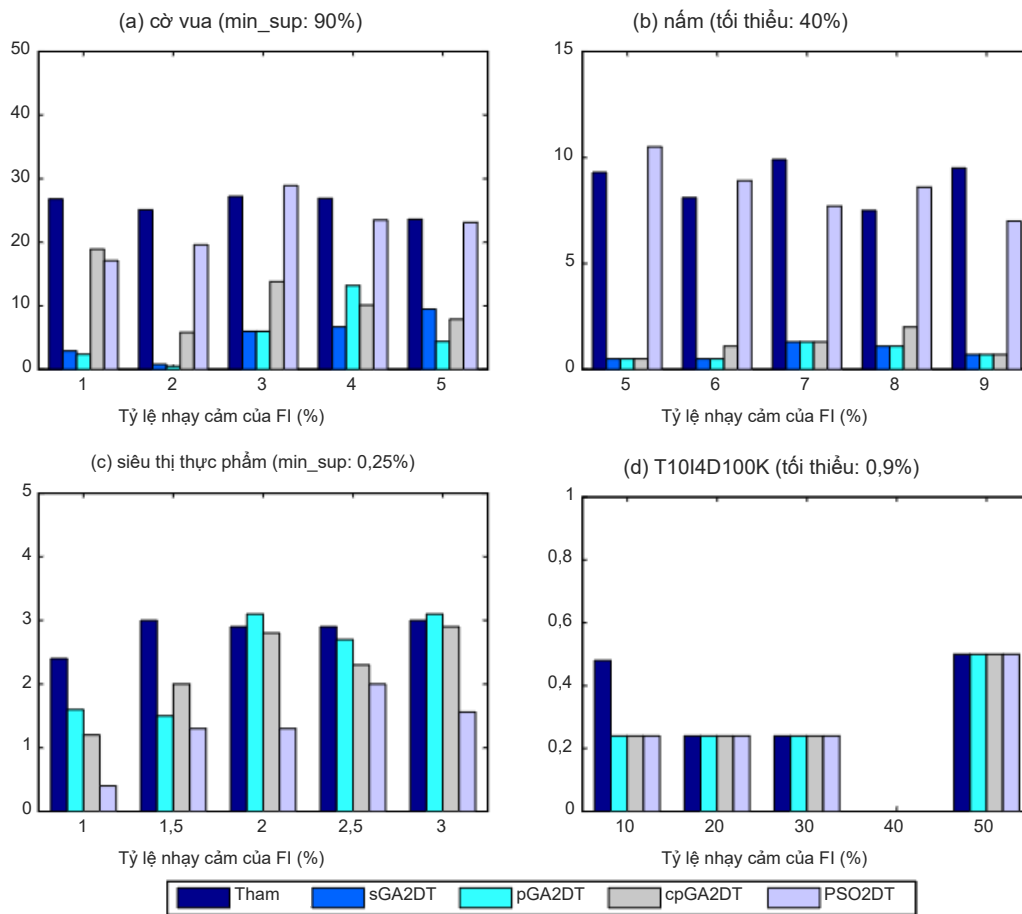 (a) cờ vua (min_sup: 90%)
50
40
30
20
10
0
1 2 3 4 5
Tỷ lệ nhạy cảm của FI (%)
(b) nấm (tối thiểu: 40%)
15
10
5
0
5 6 7 8 9
Tỷ lệ nhạy cảm của FI (%)
(c) siêu thị thực phẩm (min_sup: 0,25%)
5
4
3
2
1
0
1 1,5 2 2,5 3
Tỷ lệ nhạy cảm của FI (%)
(d) T10I4D100K (tối thiểu: 0,9%)
1
0,8
0,6
0,4
0,2
0
10 20 30 40 50
Tỷ lệ nhạy cảm của FI (%)
Tham sGA2DT pGA2DT cpGA2DT PSO2DT